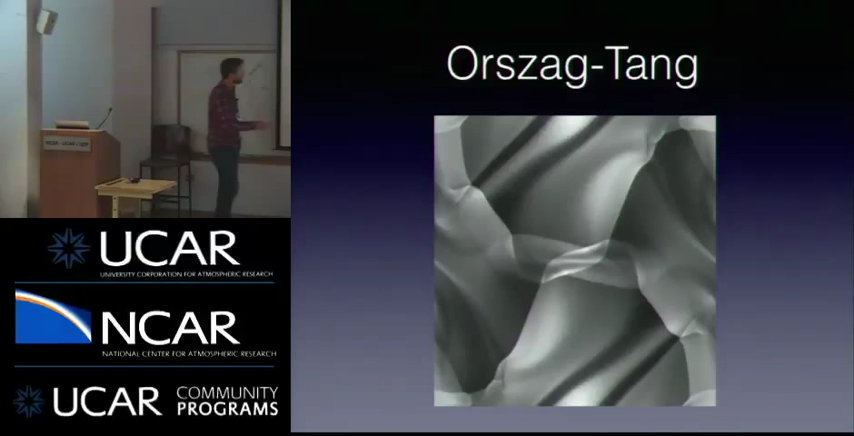 Orszag-Tang
UCAR
UNIVERSITY CORPORATION FOR ATMOSPHERIC RESEARCH
NCAR
NATIONAL CENTER FOR ATMOSPHERIC RESEARCH
UCAR COMMUNITY
PROGRAMS